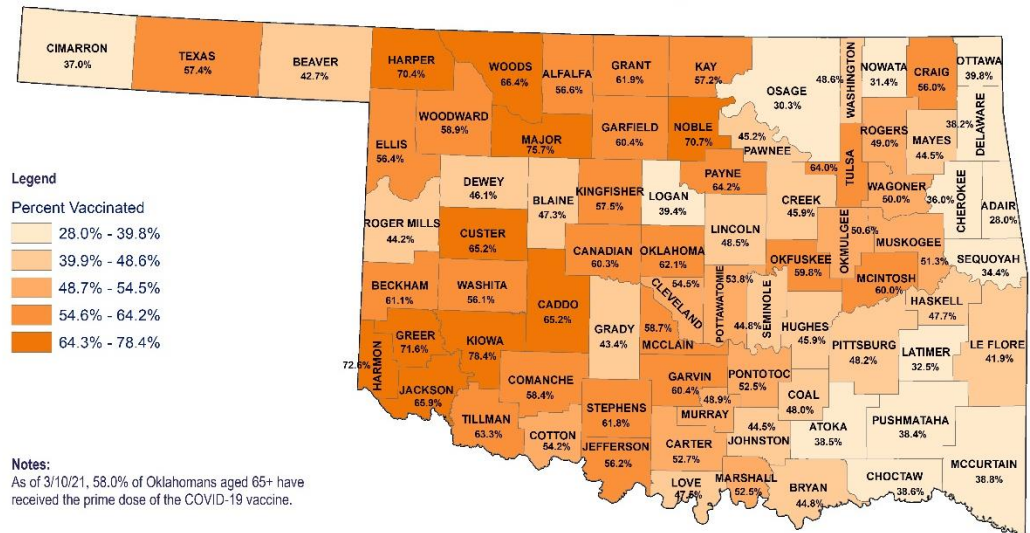 CIMARRON
37.0%
TEXAS
57.4%
BEAVER
42.7%
HARPER
70.4%
WOODS
66.4%
ALFALFA
56.6%
GRANT
61.9%
KAY
57.2%
OSAGE
30.3%
48.6%
WASHINGTON
NOWATA
31.4%
CRAIG
56.0%
OTTAWA
39.8%
WOODWARD
58.9%
ELLIS
56.4%
MAJOR
75.7%
GARFIELD
60.4%
NOBLE
70.7%
45.2%
PAWNEE
64.0%
TULSA
ROGERS
49.0%
MAYES
44.5%
38.2%
DELAWARE
Legend
Percent Vaccinated
28.0% - 39.8%
39.9% - 48.6%
48.7% - 54.5%
54.6% - 64.2%
64.3% - 78.4%
DEWEY
46.1%
BLAINE
47.3%
KINGFISHER
57.5%
LOGAN
39.4%
PAYNE
64.2%
CREEK
45.9%
WAGONER
50.0%
36.0%
CHEROKEE
ADAIR
28.0%
ROGER MILLS
44.2%
CUSTER
65.2%
CANADIAN
60.3%
OKLAHOMA
62.1%
LINCOLN
48.5%
OKFUSKEE
59.8%
OKMULGEE
50.6%
MUSKOGEE
51.3%
SEQUOYAH
34.4%
BECKHAM
61.1%
WASHITA
56.1%
CADDO
65.2%
GRADY
43.4%
54.5%
CLEVELAND
58.7%
MCCLAIN
53.8%
POTTAWATOMIE
44.8%
SEMINOLE
HUGHES
45.9%
MCINTOSH
60.0%
HASKELL
47.7%
PITTSBURG
48.2%
LATIMER
32.5%
LE FLORE
41.9%
72.6%
HARMON
GREER
71.6%
KIOWA
78.4%
JACKSON
65.9%
COMANCHE
58.4%
TILLMAN
63.3%
COTTON
54.2%
STEPHENS
61.8%
JEFFERSON
56.2%
GARVIN
60.4%
48.9%
MURRAY
PONTOTOC
52.5%
COAL
48.0%
44.5%
JOHNSTON
ATOKA
38.5%
PUSHMATAHA
38.4%
CARTER
52.7%
LOVE
47.5%
MARSHALL
52.5%
BRYAN
44.8%
CHOCTAW
38.6%
MCCURTAIN
38.8%
Notes:
As of 3/10/21, 58.0% of Oklahomans aged 65+ have
received the prime dose of the COVID-19 vaccine.